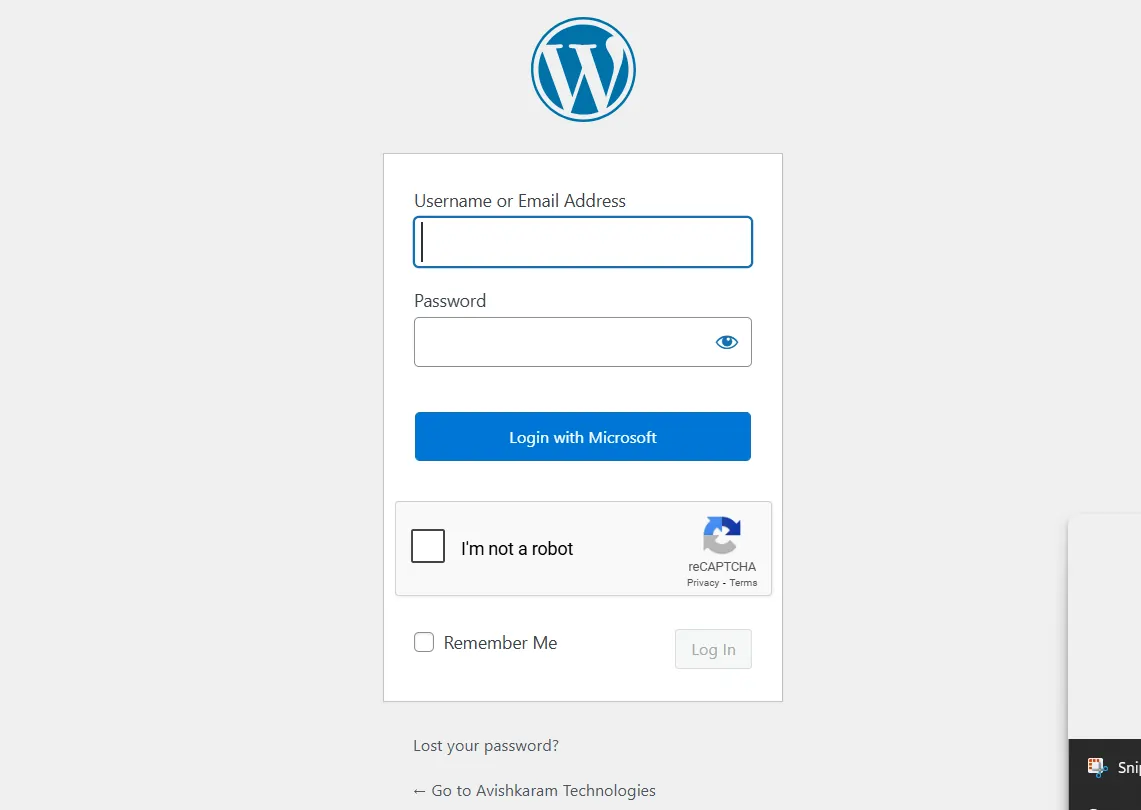 Username or Email Address
Password
Login with Microsoft
I'm not a robot
reCAPTCHA
Privacy - Terms
Remember Me
Log In
Lost your password?
← Go to Avishkaram Technologies